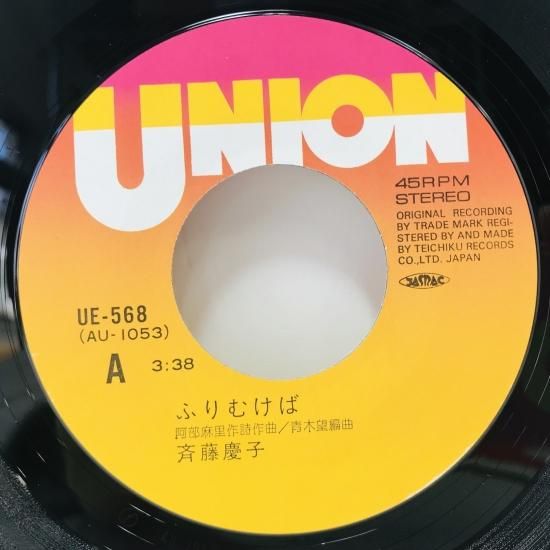 UNION
45RPM
STEREO
ORIGINAL RECORDING
BY TRADE MARK REGI-
STERED BY AND MADE
BY TEICHIKU RECORDS
CO.,LTD. JAPAN
JASRAC
UE-568
(AU-1053)
A 3:38
ふりむけば
阿部麻里作詩作曲/青木望編曲
斉藤慶子